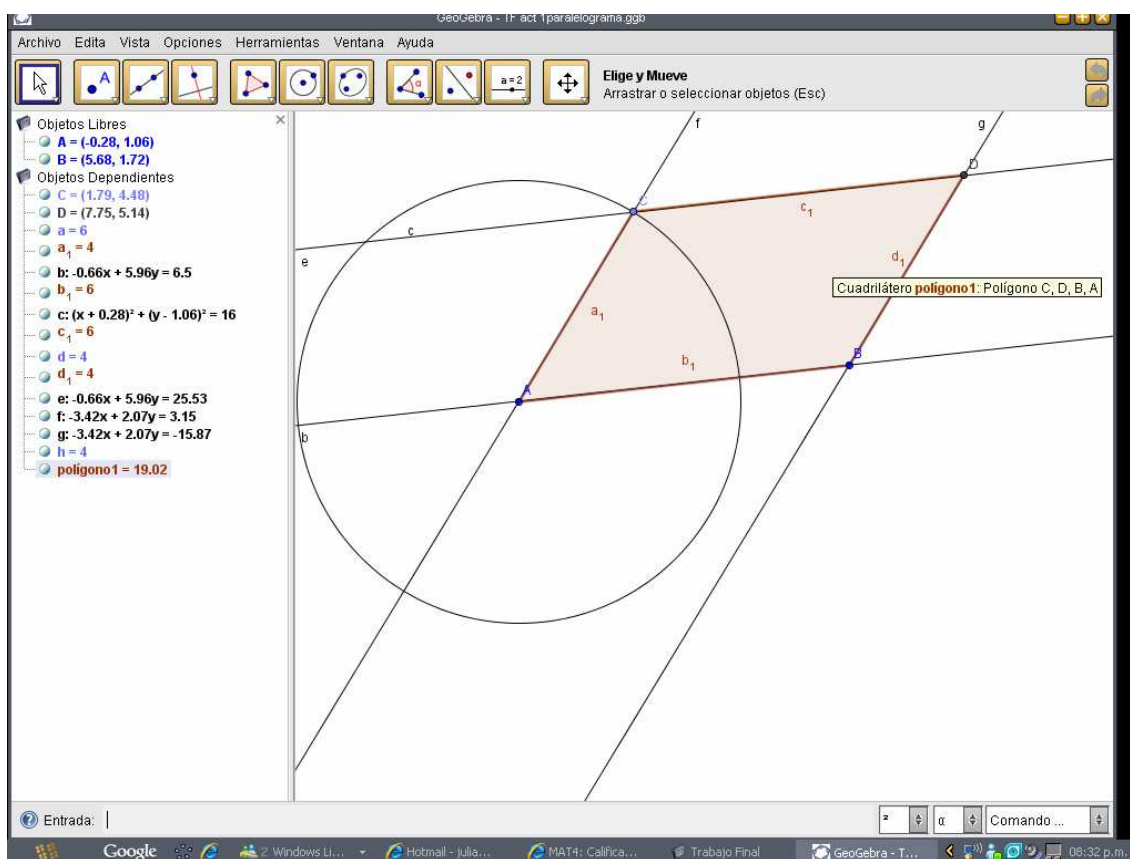 GeoGebra - TF act 1paralelograma.ggb
Archivo Edita Vista Opciones Herramientas Ventana Ayuda
A
α
a = 2
Elige y Mueve
Arrastrar o seleccionar objetos (Esc)
Objetos Libres
A = (-0.28, 1.06)
B = (5.68, 1.72)
Objetos Dependientes
C = (1.79, 4.48)
D = (7.75, 5.14)
a = 6
a₁ = 4
b: -0.66x + 5.96y = 6.5
b₁ = 6
c: (x + 0.28)² + (y - 1.06)² = 16
c₁ = 6
d = 4
d₁ = 4
e: -0.66x + 5.96y = 25.53
f: -3.42x + 2.07y = 3.15
g: -3.42x + 2.07y = -15.87
h = 4
polígono1 = 19.02
f
g
D
C
c₁
c
e
d₁
Cuadrilátero polígono1: Polígono C, D, B, A
a₁
B
b₁
A
b
Entrada:
² α Comando ...
Google 2 Windows Li... Hotmail - julia... MAT4: Califica... Trabajo Final GeoGebra - T... 08:32 p.m.